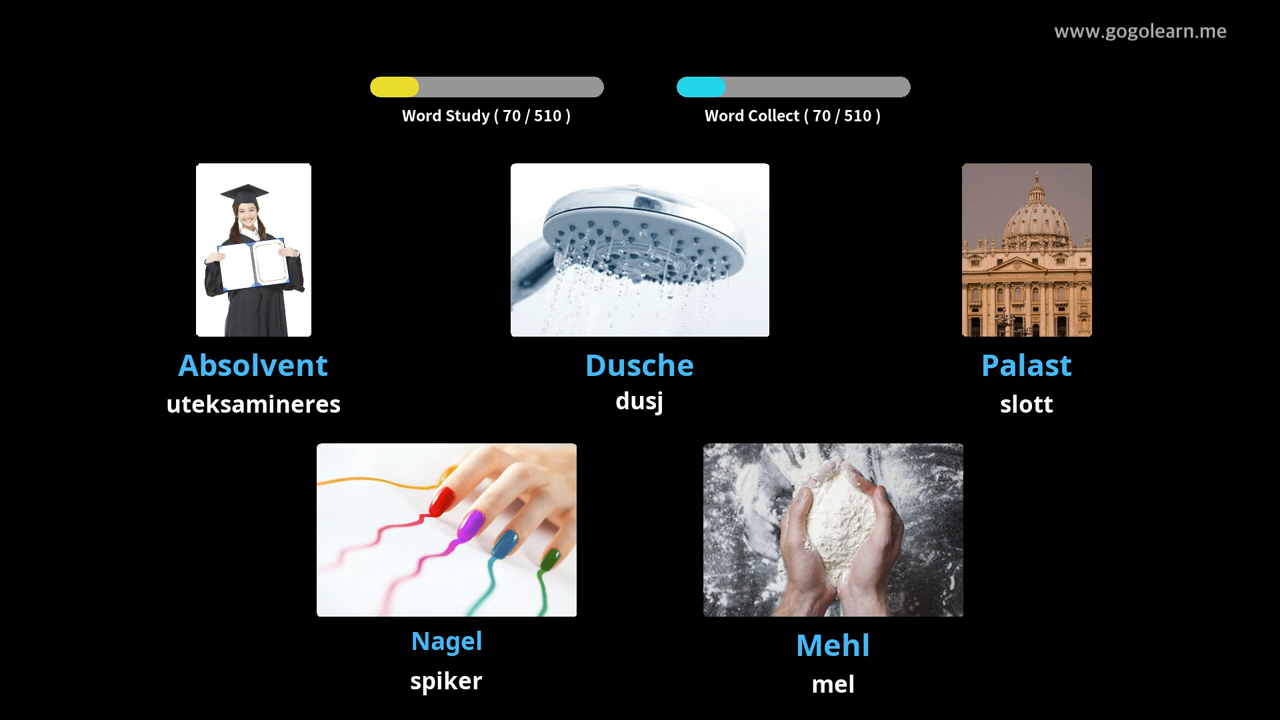 www.gogolearn.me
Word Study ( 70 / 510 )
Word Collect ( 70 / 510 )
Absolvent
uteksamineres
Dusche
dusj
Palast
slott
Nagel
spiker
Mehl
mel